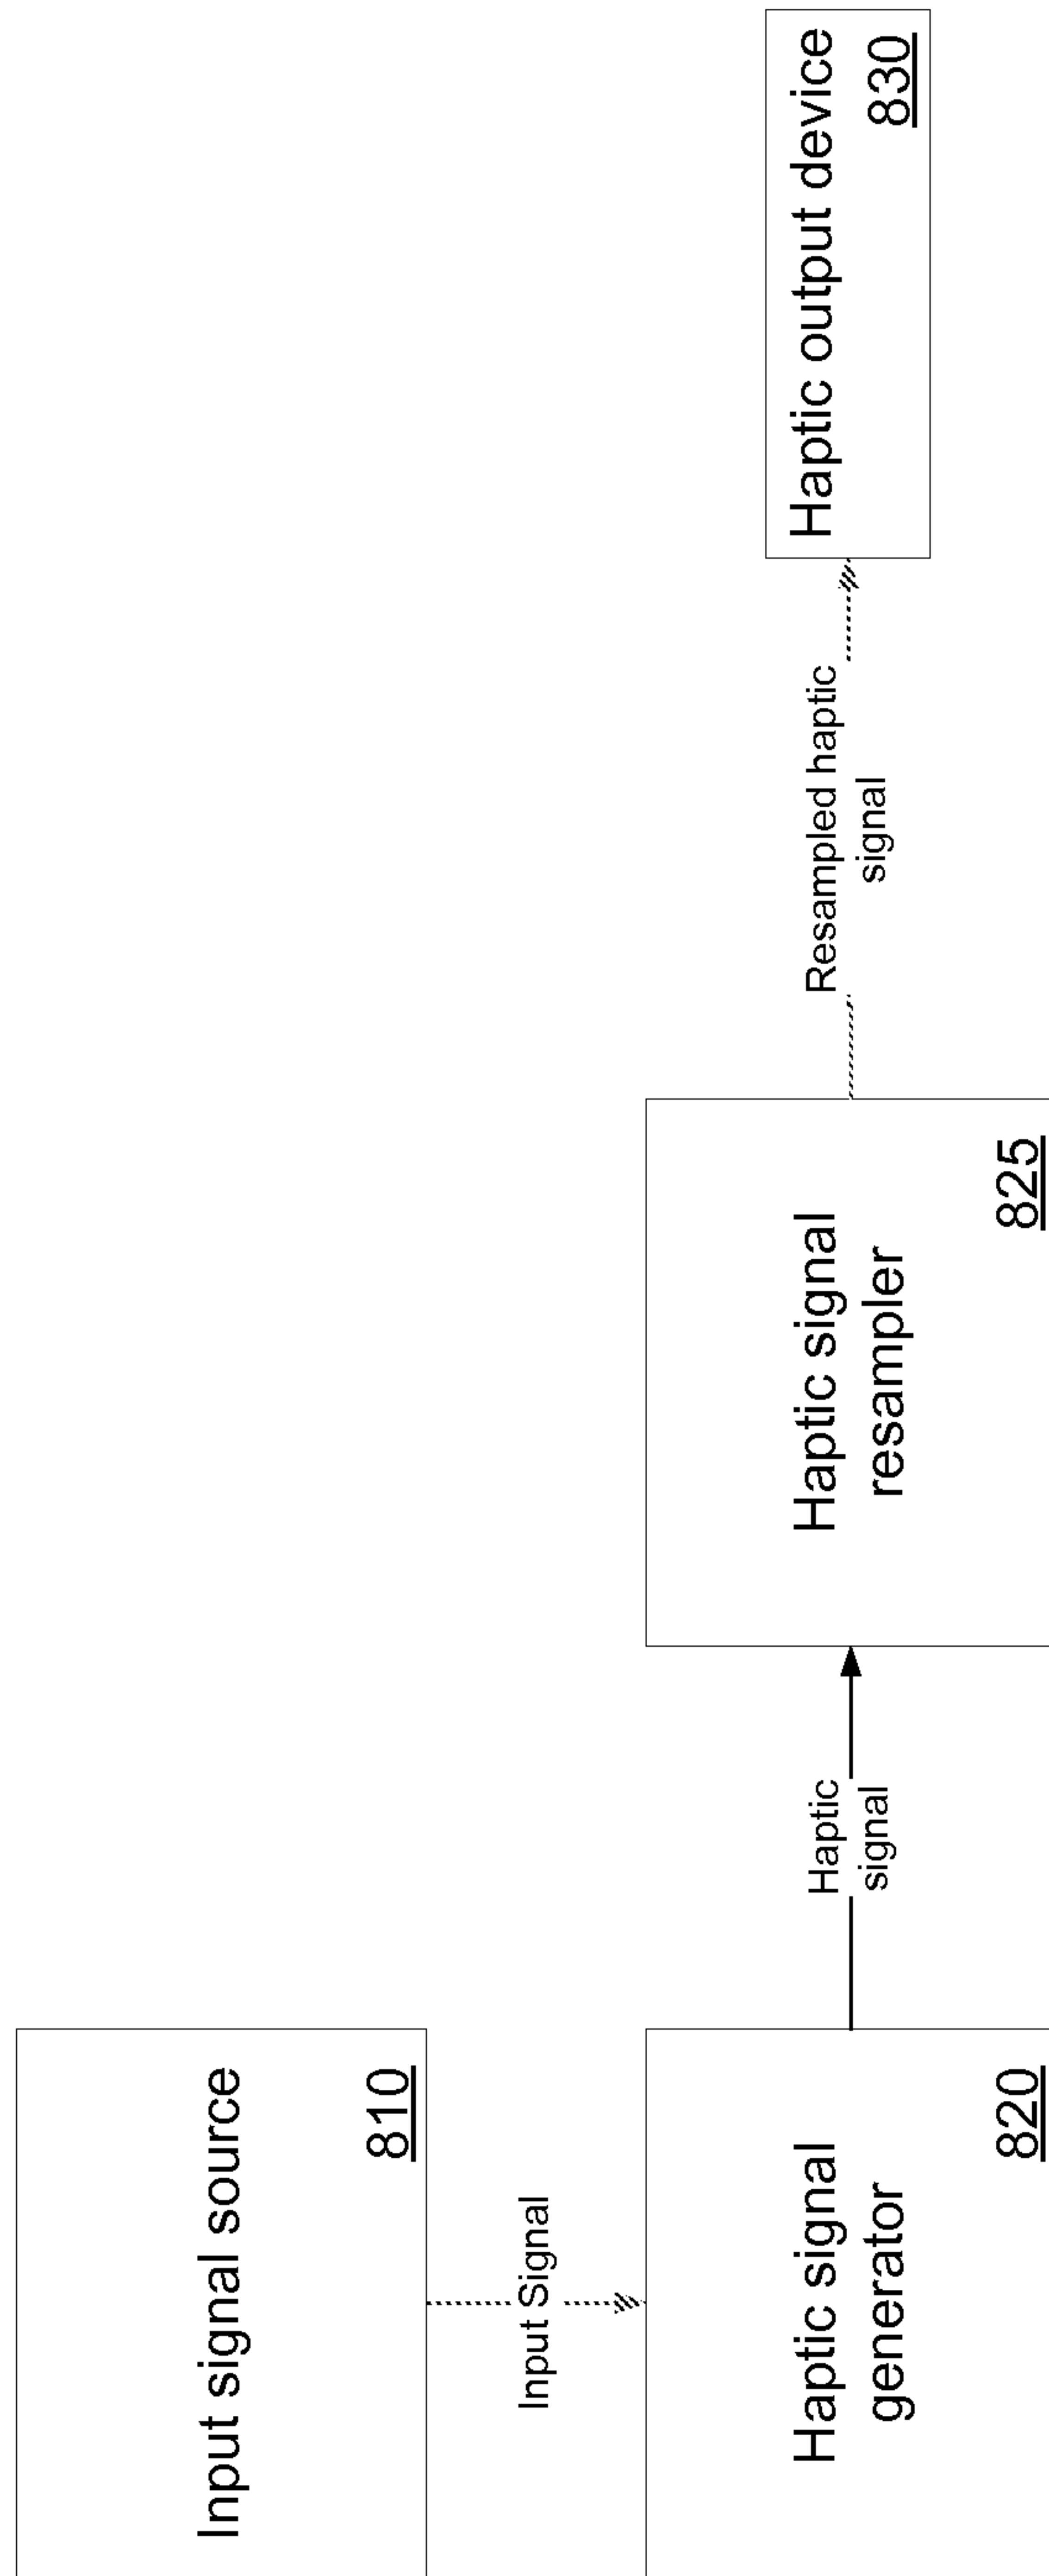 Input signal source
810
Input Signal
Haptic signal
generator
820
Haptic
signal
Haptic signal
resampler
825
Resampled haptic
signal
Haptic output device
830